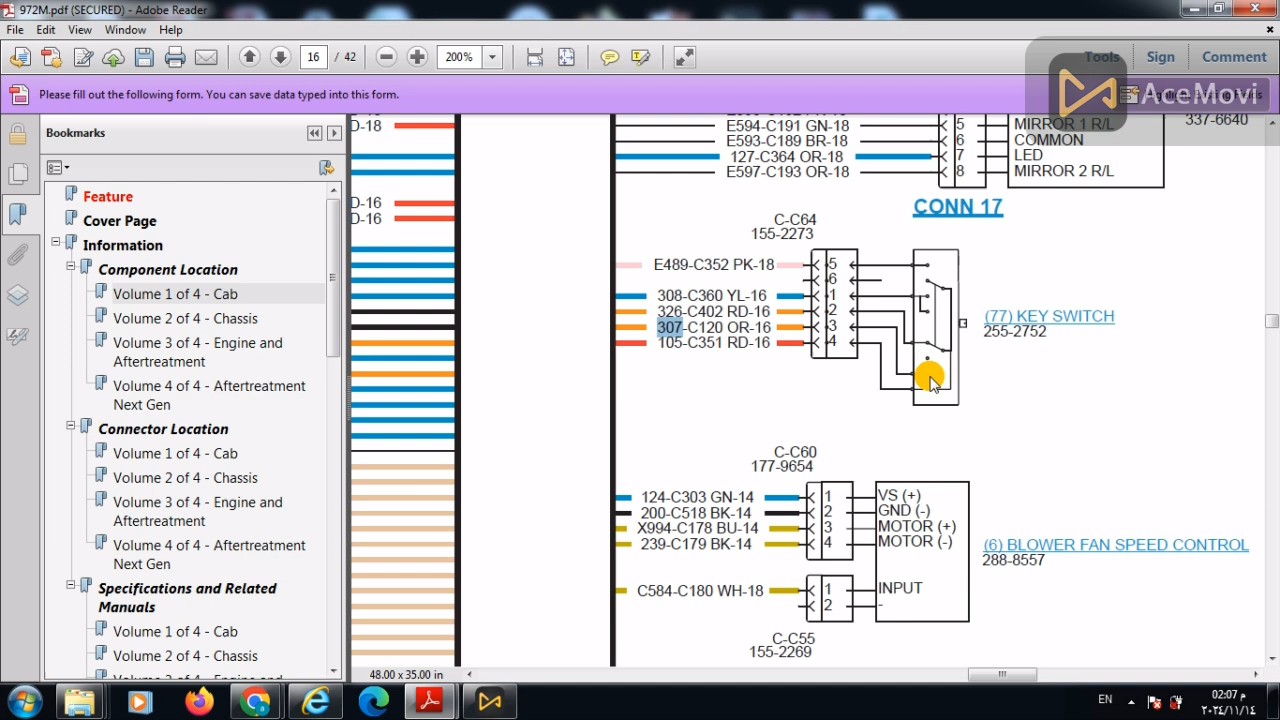 972M.pdf (SECURED) - Adobe Reader
File Edit View Window Help
16 / 42 200% Tools Sign Comment
AceMovi
Please fill out the following form. You can save data typed into this form.
Bookmarks
Feature
Cover Page
Information
Component Location
Volume 1 of 4 - Cab
Volume 2 of 4 - Chassis
Volume 3 of 4 - Engine and
Aftertreatment
Volume 4 of 4 - Aftertreatment
Next Gen
Connector Location
Volume 1 of 4 - Cab
Volume 2 of 4 - Chassis
Volume 3 of 4 - Engine and
Aftertreatment
Volume 4 of 4 - Aftertreatment
Next Gen
Specifications and Related
Manuals
Volume 1 of 4 - Cab
Volume 2 of 4 - Chassis
D-18
D-16
D-16
E594-C191 GN-18 5 MIRROR 1 R/L
337-6640
E593-C189 BR-18 6 COMMON
127-C364 OR-18 7 LED
E597-C193 OR-18 8 MIRROR 2 R/L
CONN 17
C-C64
155-2273
E489-C352 PK-18 5
6
308-C360 YL-16 1
326-C402 RD-16 2
307-C120 OR-16 3
105-C351 RD-16 4
(77) KEY SWITCH
255-2752
C-C60
177-9654
124-C303 GN-14 1 VS (+)
200-C518 BK-14 2 GND (-)
X994-C178 BU-14 3 MOTOR (+)
239-C179 BK-14 4 MOTOR (-)
(6) BLOWER FAN SPEED CONTROL
288-8557
C584-C180 WH-18 1 INPUT
2 -
C-C55
155-2269
48.00 x 35.00 in
EN
02:07 م
٢٠٢٤/١١/١٤